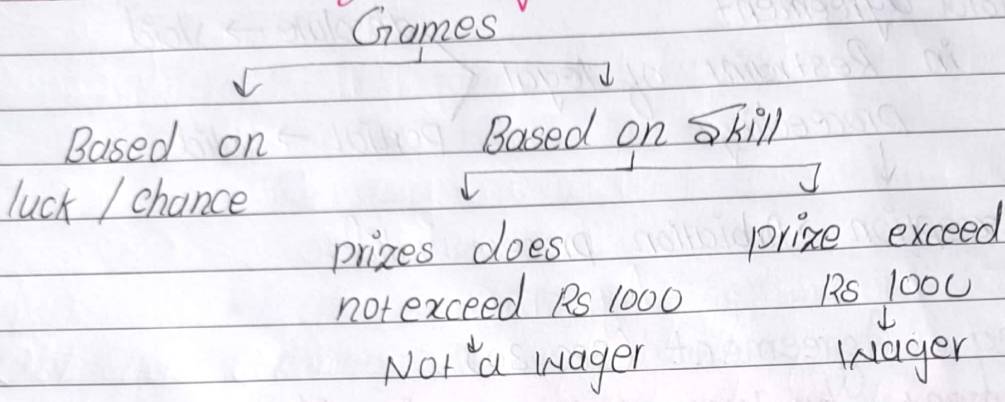 Games
Based on
luck / chance
Based on Skill
prizes does
not exceed Rs 1000
Not a wager
prize exceed
Rs 1000
Wager